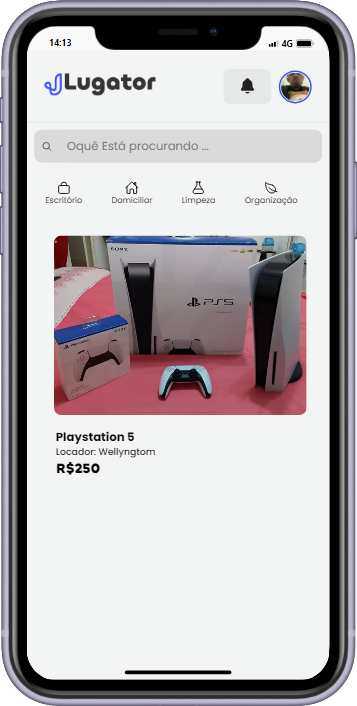 14:13
4G
Lugator
Oquê Está procurando ...
Escritório Domiciliar Limpeza Organização
SONY
PS5
Playstation 5
Locador: Wellyngtom
R$250